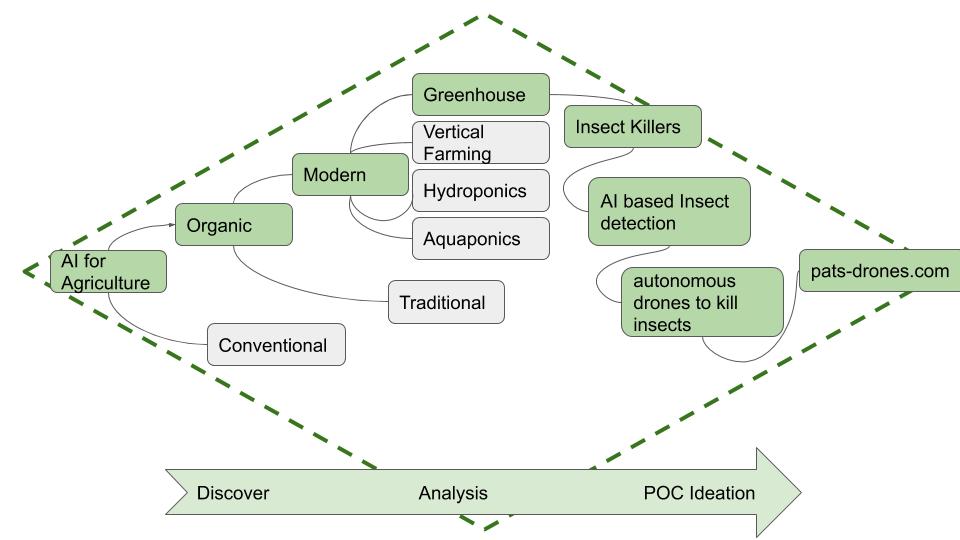 Greenhouse
Insect Killers
Vertical
Farming
Modern
Hydroponics
AI based Insect
detection
Organic
Aquaponics
AI for
Agriculture
pats-drones.com
autonomous
drones to kill
insects
Traditional
Conventional
Discover
Analysis
POC Ideation